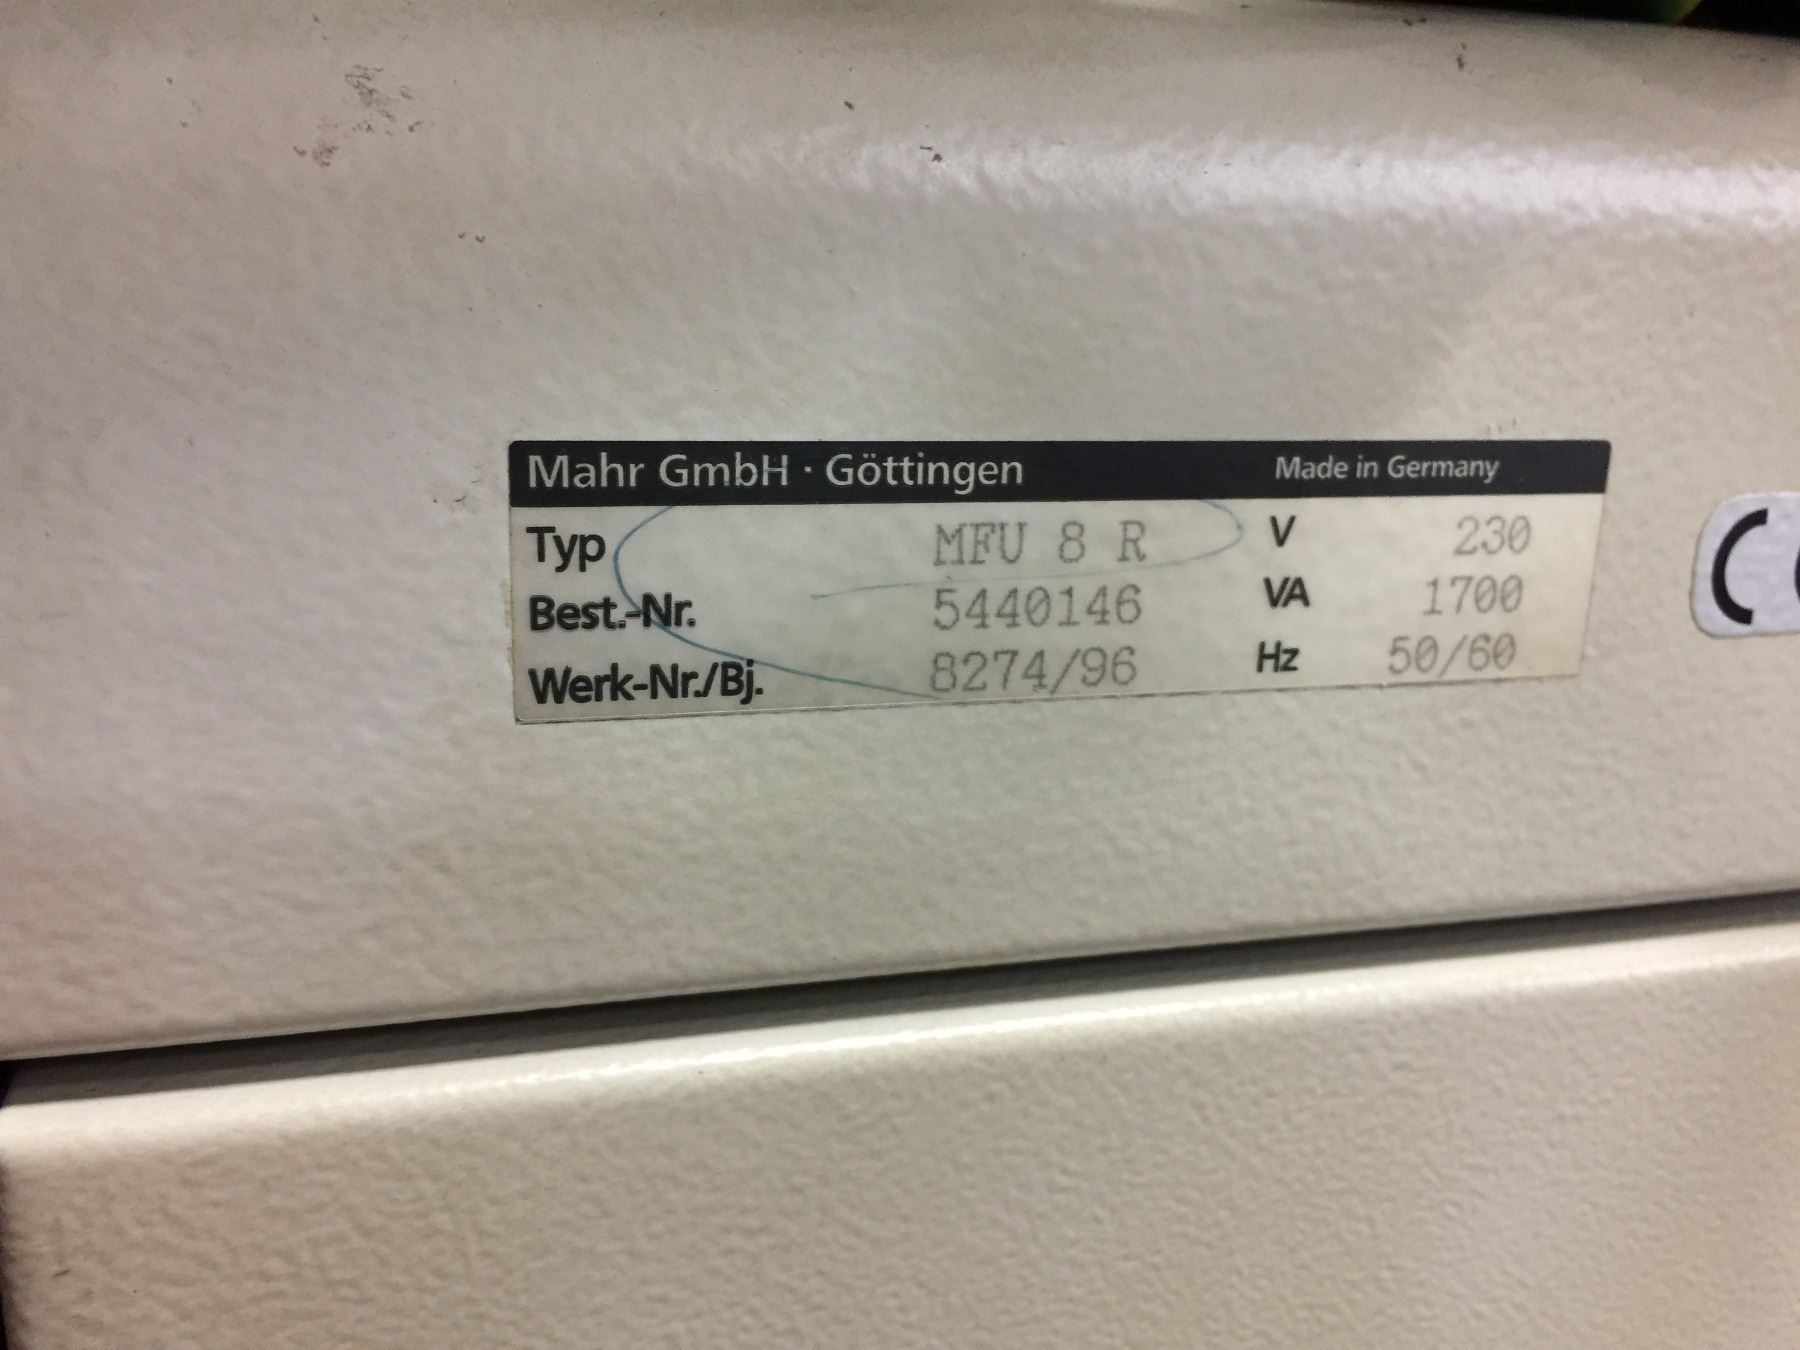 Mahr GmbH · Göttingen Made in Germany
Typ MFU 8 R V 230
Best.-Nr. 5440146 VA 1700
Werk-Nr./Bj. 8274/96 Hz 50/60